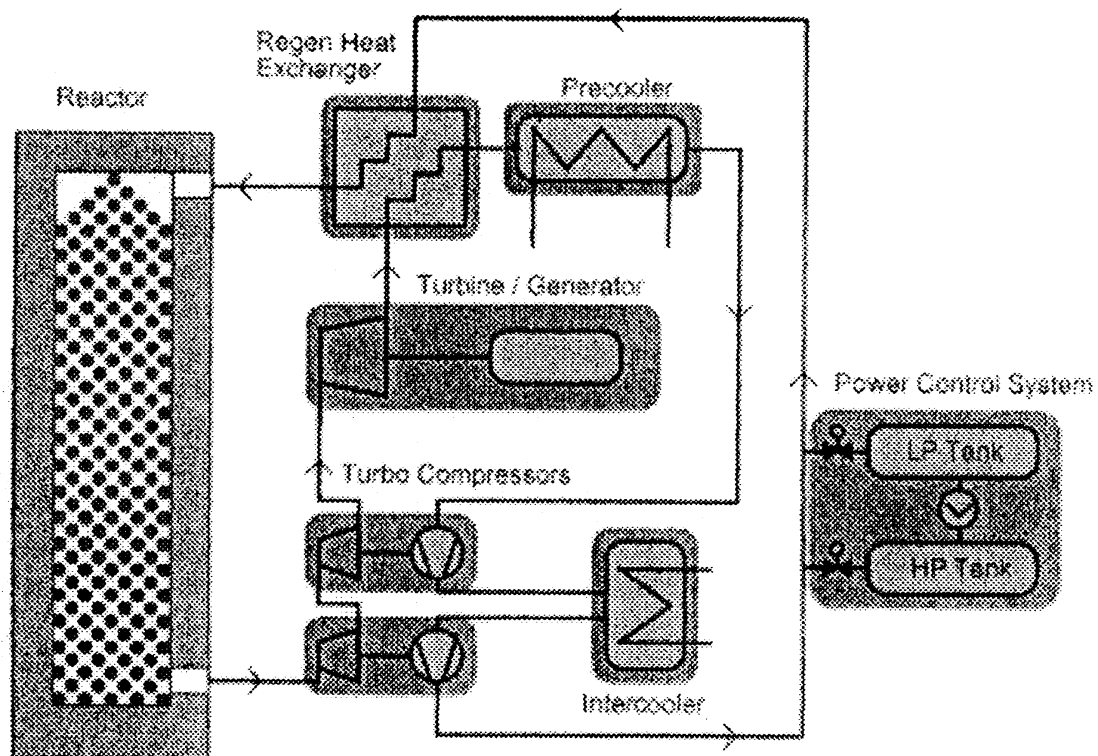 Regen Heat
Exchanger
Reactor
Precooler
Turbine / Generator
Power Control System
LP Tank
Turbo Compressors
HP Tank
Intercooler